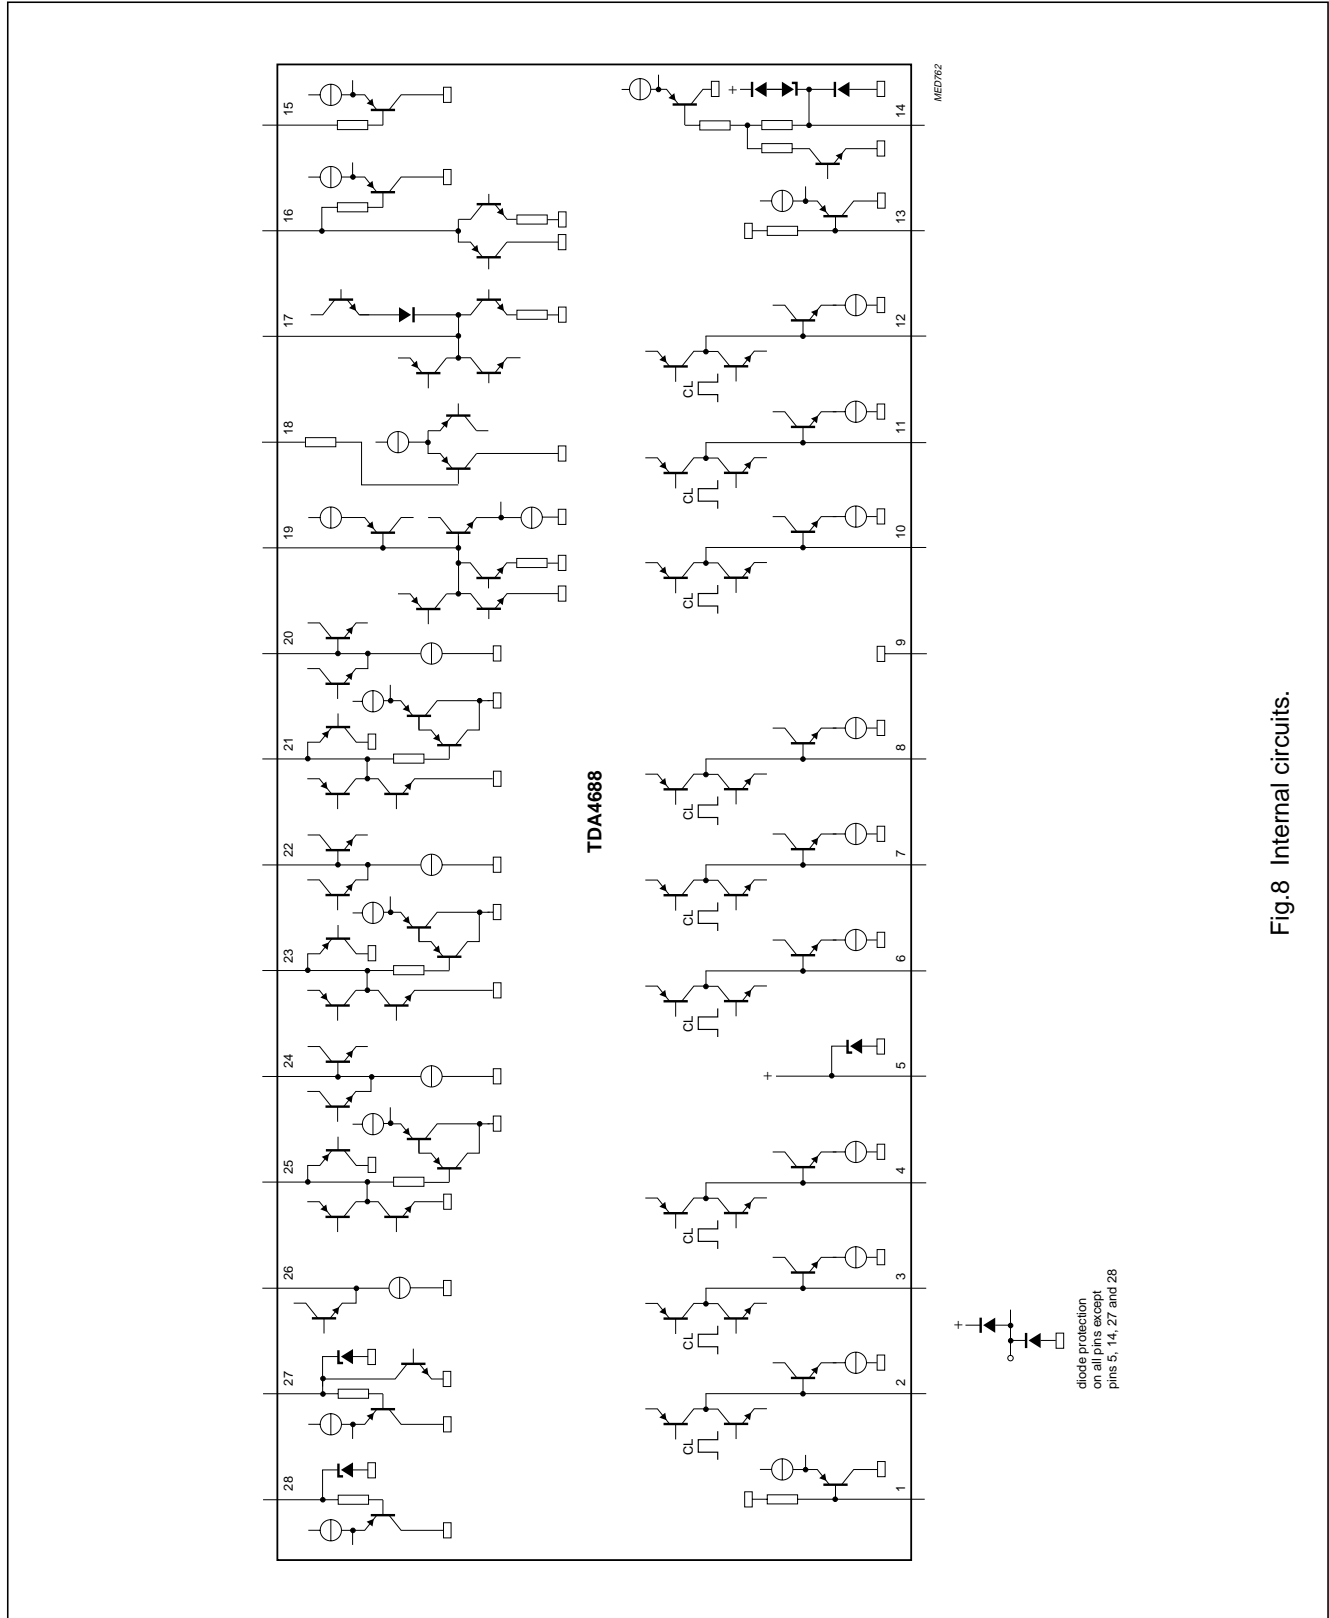 28
27
26
25
24
23
22
21
20
19
18
17
16
15
TDA4688
CL
CL
CL
CL
CL
CL
CL
CL
CL
+
+
1
2
3
4
5
6
7
8
9
10
11
12
13
14
MED762
+
diode protection
on all pins except
pins 5, 14, 27 and 28
Fig.8 Internal circuits.